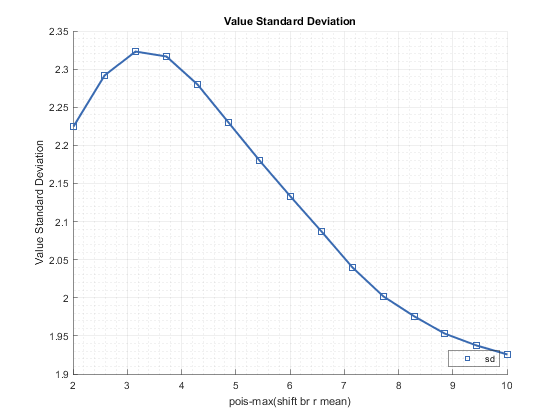 Value Standard Deviation
2.35
2.3
2.25
2.2
2.15
2.1
2.05
2
1.95
1.9
Value Standard Deviation
sd
2 3 4 5 6 7 8 9 10
pois-max(shift br r mean)